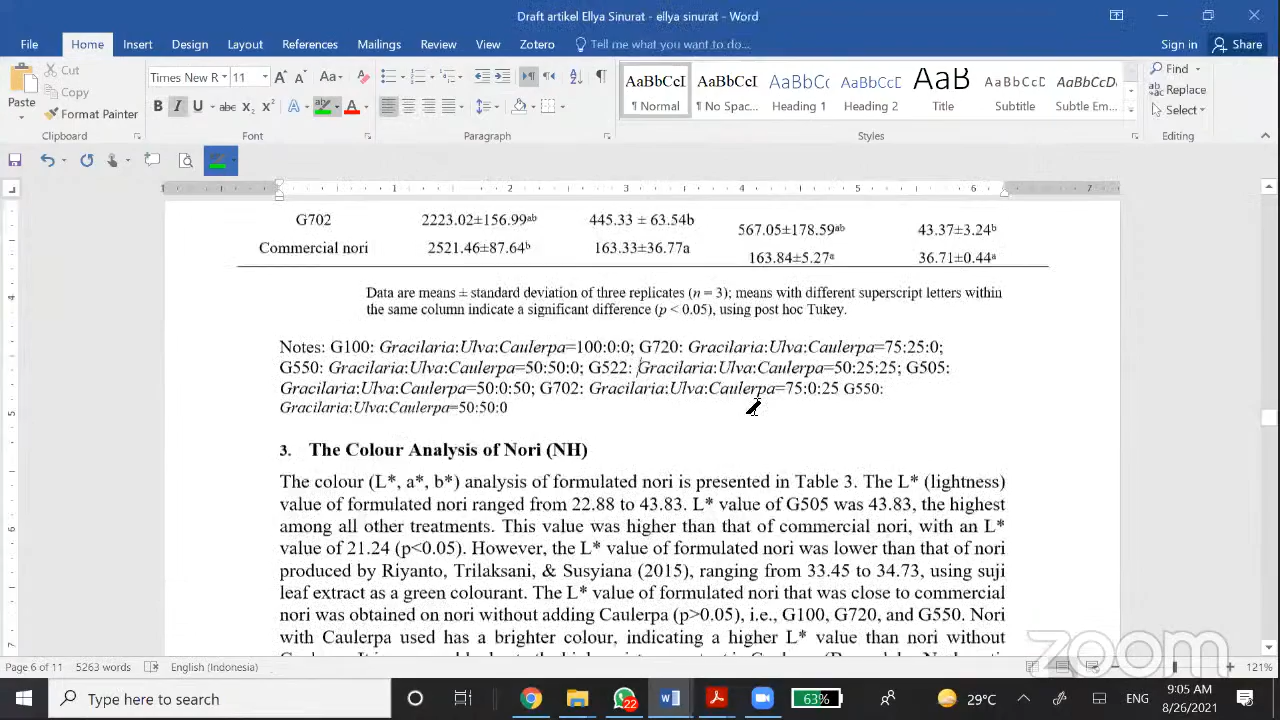 Draft artikel Ellya Sinurat - ellya sinurat - Word
File Home Insert Design Layout References Mailings Review View Zotero Tell me what you want to do... Sign in Share
Paste Cut Copy Format Painter
Times New R 11
AaBbCcI AaBbCcI AaBbCc AaBbCcD AaB AaBbCcD AaBbCcD.
¶ Normal ¶ No Spac... Heading 1 Heading 2 Title Subtitle Subtle Em...
Find
Replace
Select
Clipboard Font Paragraph Styles Editing
1 1 2 3 4 5 6 7
G702 2223.02±156.99ᵃᵇ 445.33 ± 63.54b 567.05±178.59ᵃᵇ 43.37±3.24ᵇ
Commercial nori 2521.46±87.64ᵇ 163.33±36.77a 163.84±5.27ᵃ 36.71±0.44ᵃ
Data are means ± standard deviation of three replicates (n = 3); means with different superscript letters within
the same column indicate a significant difference (p < 0.05), using post hoc Tukey.
Notes: G100: Gracilaria:Ulva:Caulerpa=100:0:0; G720: Gracilaria:Ulva:Caulerpa=75:25:0;
G550: Gracilaria:Ulva:Caulerpa=50:50:0; G522: Gracilaria:Ulva:Caulerpa=50:25:25; G505:
Gracilaria:Ulva:Caulerpa=50:0:50; G702: Gracilaria:Ulva:Caulerpa=75:0:25 G550:
Gracilaria:Ulva:Caulerpa=50:50:0
3. The Colour Analysis of Nori (NH)
The colour (L*, a*, b*) analysis of formulated nori is presented in Table 3. The L* (lightness)
value of formulated nori ranged from 22.88 to 43.83. L* value of G505 was 43.83, the highest
among all other treatments. This value was higher than that of commercial nori, with an L*
value of 21.24 (p<0.05). However, the L* value of formulated nori was lower than that of nori
produced by Riyanto, Trilaksani, & Susyiana (2015), ranging from 33.45 to 34.73, using suji
leaf extract as a green colourant. The L* value of formulated nori that was close to commercial
nori was obtained on nori without adding Caulerpa (p>0.05), i.e., G100, G720, and G550. Nori
with Caulerpa used has a brighter colour, indicating a higher L* value than nori without
zoom
Page 6 of 11 5263 words English (Indonesia) 121%
Type here to search 22 63% 29°C ENG 9:05 AM
8/26/2021